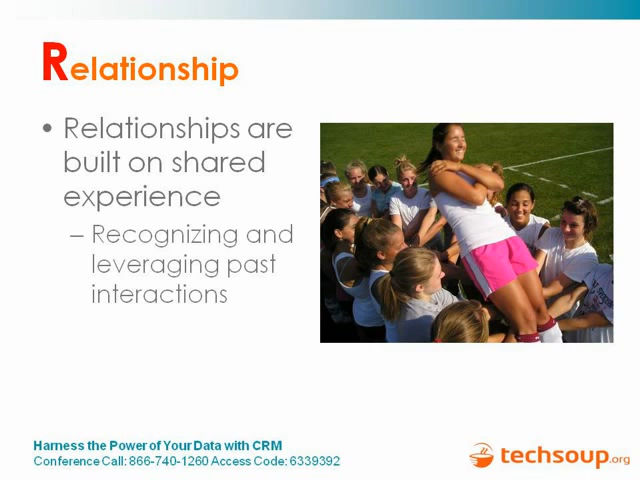 Relationship
• Relationships are
built on shared
experience
– Recognizing and
leveraging past
interactions
Harness the Power of Your Data with CRM
Conference Call: 866-740-1260 Access Code: 6339392
techsoup.org